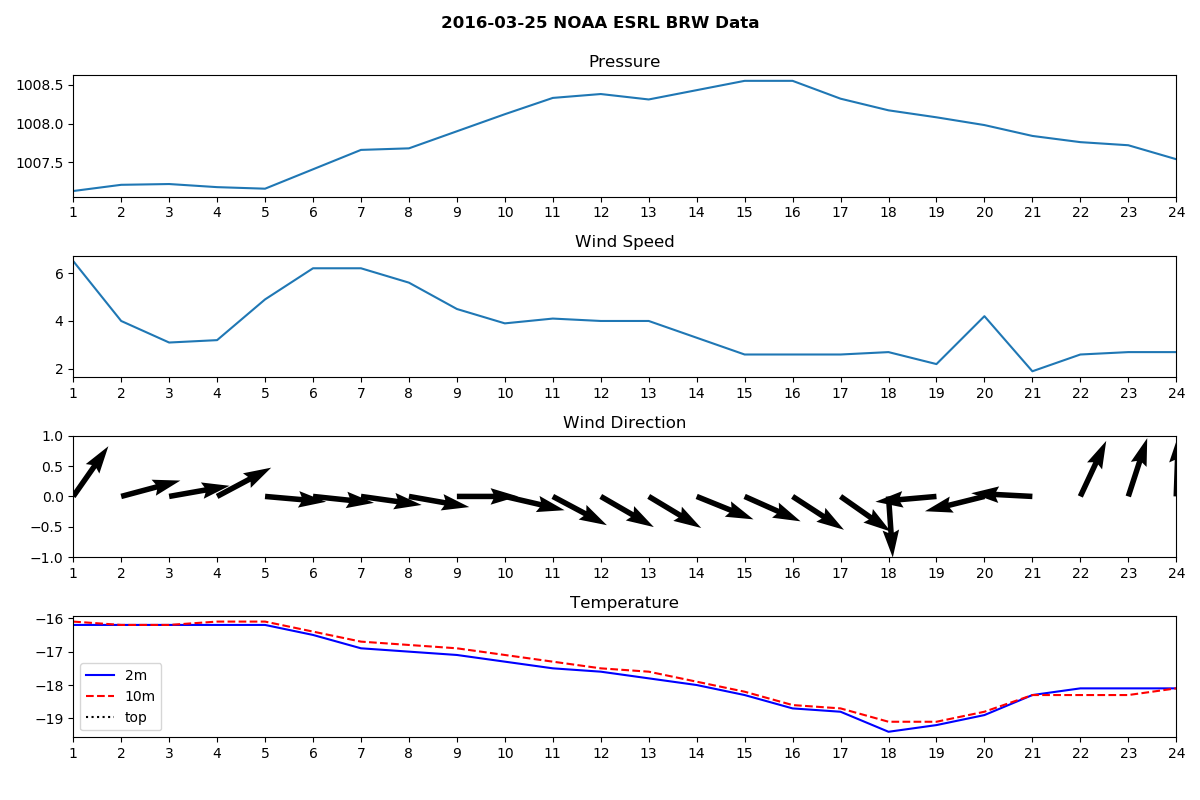 2016-03-25 NOAA ESRL BRW Data
Pressure
1008.5
1008.0
1007.5
1 2 3 4 5 6 7 8 9 10 11 12 13 14 15 16 17 18 19 20 21 22 23 24
Wind Speed
6
4
2
1 2 3 4 5 6 7 8 9 10 11 12 13 14 15 16 17 18 19 20 21 22 23 24
Wind Direction
1.0
0.5
0.0
−0.5
−1.0
1 2 3 4 5 6 7 8 9 10 11 12 13 14 15 16 17 18 19 20 21 22 23 24
Temperature
−16
−17
−18
−19
2m
10m
top
1 2 3 4 5 6 7 8 9 10 11 12 13 14 15 16 17 18 19 20 21 22 23 24